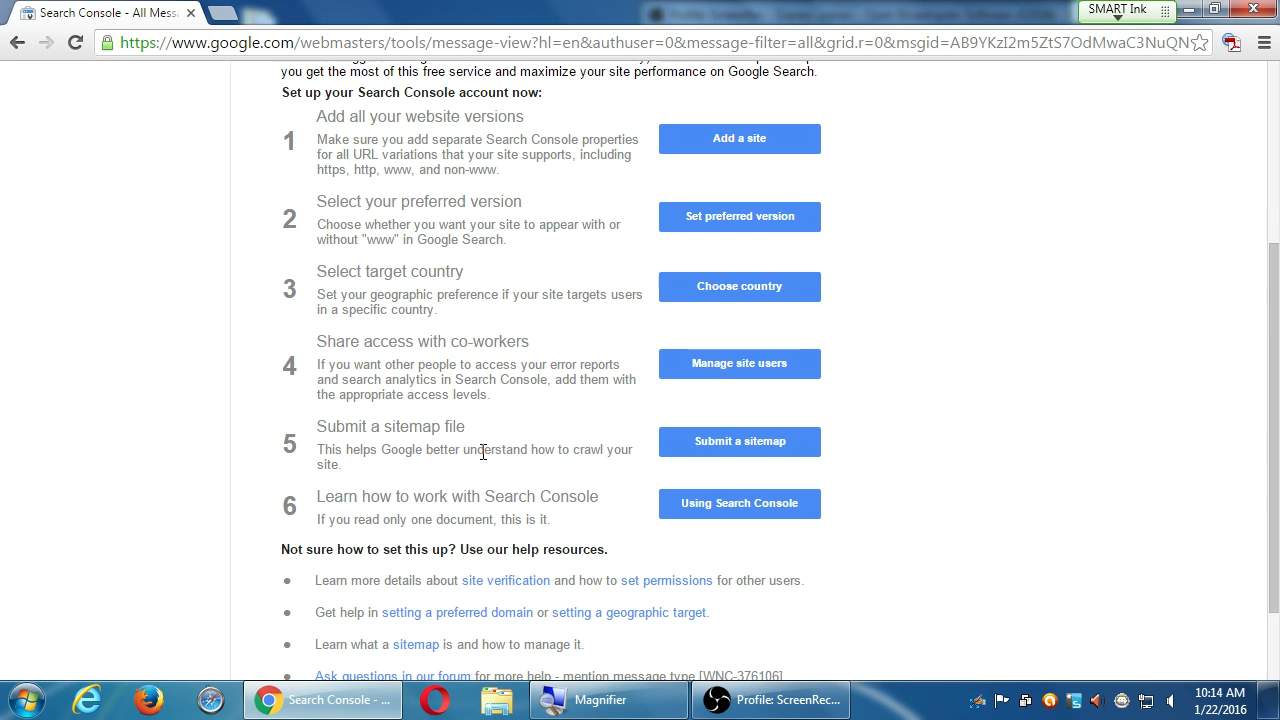 Search Console - All Messa
SMART Ink
https://www.google.com/webmasters/tools/message-view?hl=en&authuser=0&message-filter=all&grid.r=0&msgid=AB9YKzI2m5ZtS7OdMwaC3NuQN
you get the most of this free service and maximize your site performance on Google Search.
Set up your Search Console account now:
1
Add all your website versions
Make sure you add separate Search Console properties
for all URL variations that your site supports, including
https, http, www, and non-www.
Add a site
2
Select your preferred version
Choose whether you want your site to appear with or
without "www" in Google Search.
Set preferred version
3
Select target country
Set your geographic preference if your site targets users
in a specific country.
Choose country
4
Share access with co-workers
If you want other people to access your error reports
and search analytics in Search Console, add them with
the appropriate access levels.
Manage site users
5
Submit a sitemap file
This helps Google better understand how to crawl your
site.
Submit a sitemap
6
Learn how to work with Search Console
If you read only one document, this is it.
Using Search Console
Not sure how to set this up? Use our help resources.
Learn more details about site verification and how to set permissions for other users.
Get help in setting a preferred domain or setting a geographic target.
Learn what a sitemap is and how to manage it.
Ask questions in our forum for more help - mention message type [WNC-376106]
Search Console - ...
Magnifier
Profile: ScreenRec...
10:14 AM
1/22/2016